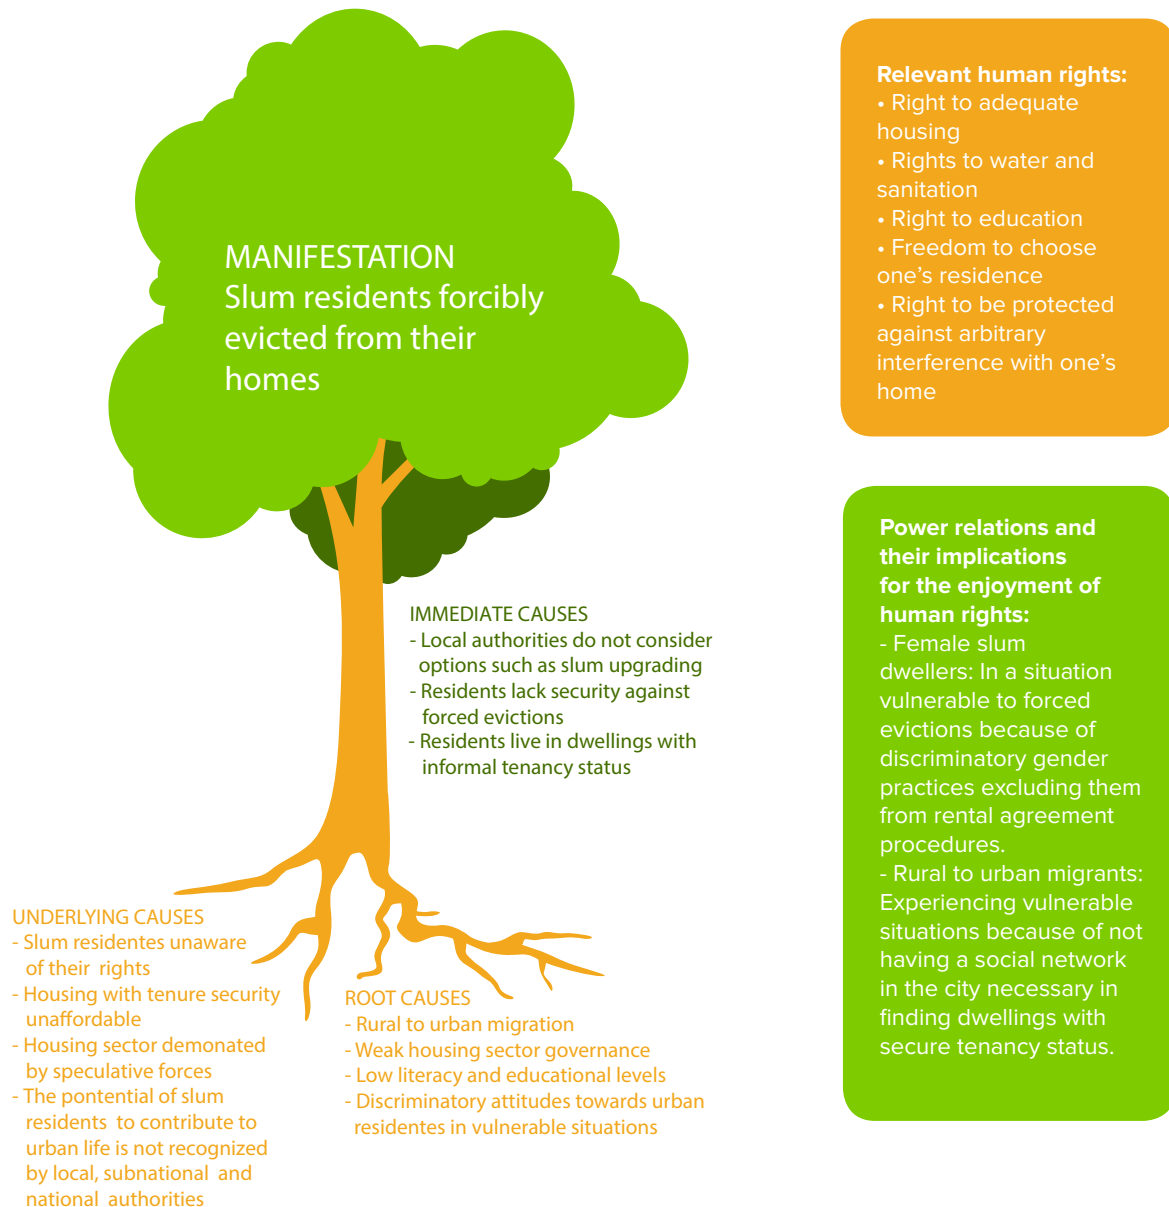 MANIFESTATION
Slum residents forcibly
evicted from their
homes
IMMEDIATE CAUSES
- Local authorities do not consider
options such as slum upgrading
- Residents lack security against
forced evictions
- Residents live in dwellings with
informal tenancy status
UNDERLYING CAUSES
- Slum residentes unaware
of their rights
- Housing with tenure security
unaffordable
- Housing sector demonated
by speculative forces
- The pontential of slum
residents to contribute to
urban life is not recognized
by local, subnational and
national authorities
ROOT CAUSES
- Rural to urban migration
- Weak housing sector governance
- Low literacy and educational levels
- Discriminatory attitudes towards urban
residentes in vulnerable situations
Relevant human rights:
• Right to adequate
housing
• Rights to water and
sanitation
• Right to education
• Freedom to choose
one's residence
• Right to be protected
against arbitrary
interference with one's
home
Power relations and
their implications
for the enjoyment of
human rights:
- Female slum
dwellers: In a situation
vulnerable to forced
evictions because of
discriminatory gender
practices excluding them
from rental agreement
procedures.
- Rural to urban migrants:
Experiencing vulnerable
situations because of not
having a social network
in the city necessary in
finding dwellings with
secure tenancy status.